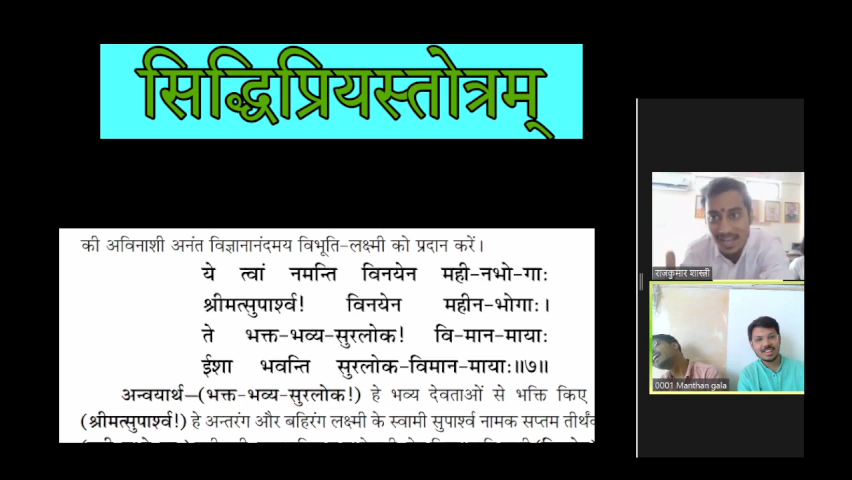 सिद्धिप्रियस्तोत्रम्
की अविनाशी अनंत विज्ञानानंदमय विभूति-लक्ष्मी को प्रदान करें।
ये त्वां नमन्ति विनयेन मही-नभो-गाः
श्रीमत्सुपार्श्व! विनयेन महीन-भोगाः।
ते भक्त-भव्य-सुरलोक! वि-मान-मायाः
ईशा भवन्ति सुरलोक-विमान-मायाः॥७॥
अन्वयार्थ—(भक्त-भव्य-सुरलोक!) हे भव्य देवताओं से भक्ति किए
(श्रीमत्सुपार्श्व!) हे अन्तरंग और बहिरंग लक्ष्मी के स्वामी सुपार्श्व नामक सप्तम
राजकुमार शास्त्री
0001 Manthan gala